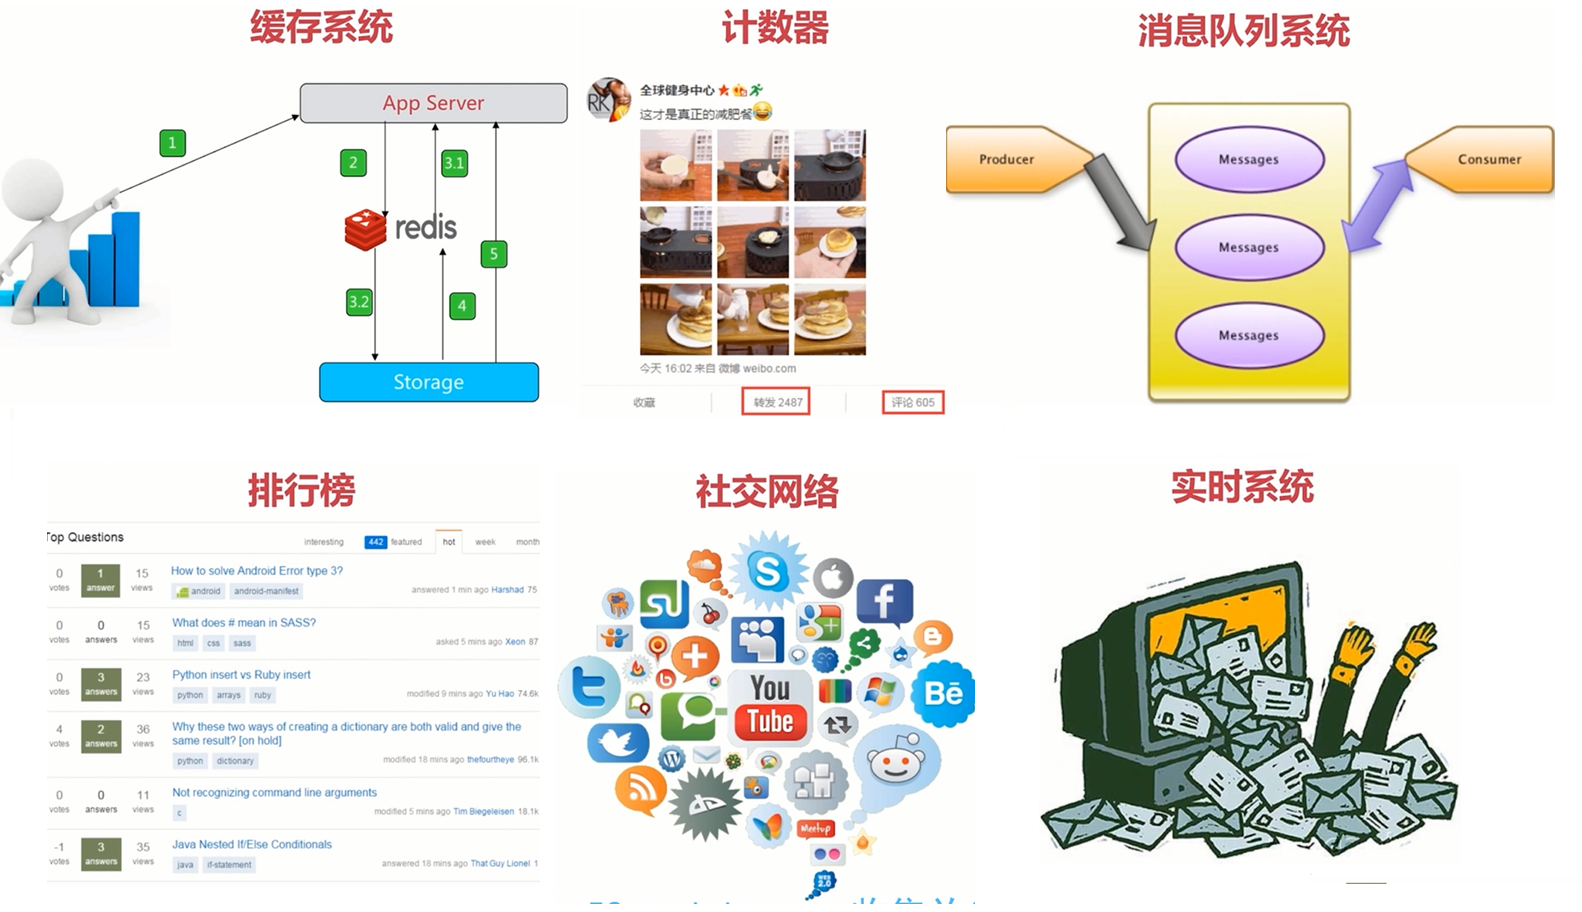 缓存系统
计数器
消息队列系统
App Server
1
2
3.1
redis
5
3.2
4
Storage
RK
全球健身中心
这才是真正的减肥餐
今天 16:02 来自 微博 weibo.com
收藏
转发 2487
评论 605
Producer
Messages
Consumer
Messages
Messages
排行榜
社交网络
实时系统
Top Questions
interesting 442 featured hot week month
0 votes 1 answer 15 views
How to solve Android Error type 3?
android android-manifest
answered 1 min ago Harshad 75
0 votes 0 answers 15 views
What does # mean in SASS?
html css sass
asked 5 mins ago Xeon 87
0 votes 3 answers 23 views
Python insert vs Ruby insert
python arrays ruby
modified 9 mins ago Yu Hao 74.6k
4 votes 2 answers 36 views
Why these two ways of creating a dictionary are both valid and give the
same result? [on hold]
python dictionary
modified 18 mins ago thefourtheye 96.1k
0 votes 0 answers 11 views
Not recognizing command line arguments
c
modified 5 mins ago Tim Biegeleisen 18.1k
-1 votes 3 answers 35 views
Java Nested If/Else Conditionals
java if-statement
answered 18 mins ago That Guy Lionel 1
You
Tube
Bē
Meetup
WEB
2.0